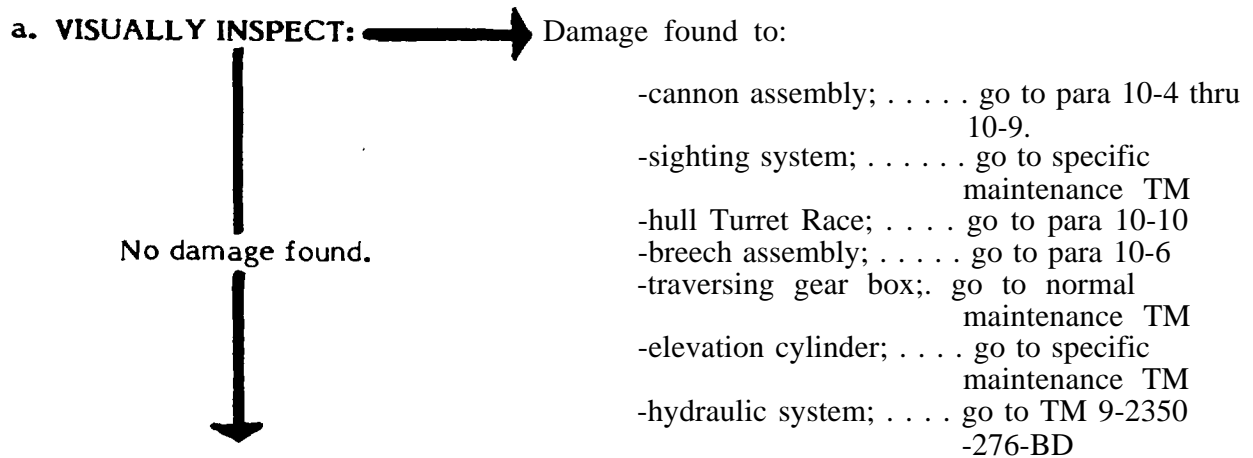 a. VISUALLY INSPECT: Damage found to:
-cannon assembly; . . . . . go to para 10-4 thru
10-9.
-sighting system; . . . . . . go to specific
maintenance TM
-hull Turret Race; . . . . go to para 10-10
-breech assembly; . . . . . go to para 10-6
-traversing gear box;. go to normal
maintenance TM
-elevation cylinder; . . . . go to specific
maintenance TM
-hydraulic system; . . . . go to TM 9-2350
-276-BD
No damage found.